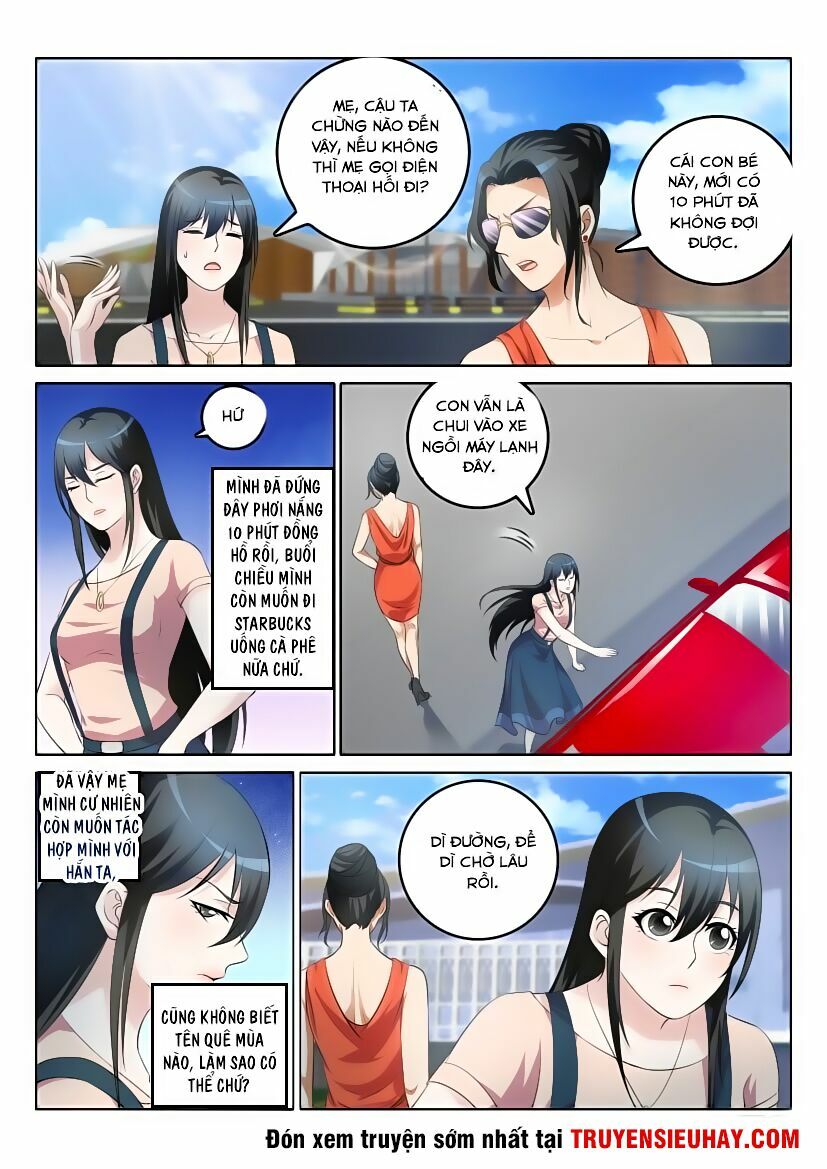 MẸ, CẬU TA
CHỪNG NÀO ĐẾN
VẬY, NẾU KHÔNG
THÌ MẸ GỌI ĐIỆN
THOẠI HỐI ĐI?
CÁI CON BÉ
NÀY, MỚI CÓ
10 PHÚT ĐÃ
KHÔNG ĐỢI
ĐƯỢC.
HỨ
MÌNH ĐÃ ĐỨNG
ĐÂY PHƠI NẮNG
10 PHÚT ĐỒNG
HỒ RỒI, BUỔI
CHIỀU MÌNH
CÒN MUỐN ĐI
STARBUCKS
UỐNG CÀ PHÊ
NỮA CHỨ.
CON VẪN LÀ
CHUI VÀO XE
NGỒI MÁY LẠNH
ĐÂY.
ĐÃ VẬY MẸ
MÌNH CƯ NHIÊN
CÒN MUỐN TÁC
HỢP MÌNH VỚI
HẮN TA,
CŨNG KHÔNG BIẾT
TÊN QUÊ MÙA
NÀO, LÀM SAO CÓ
THỂ CHỨ?
DÌ ĐƯỜNG, ĐỂ
DÌ CHỜ LÂU
RỒI.
Đón xem truyện sớm nhất tại TRUYENSIEUHAY.COM